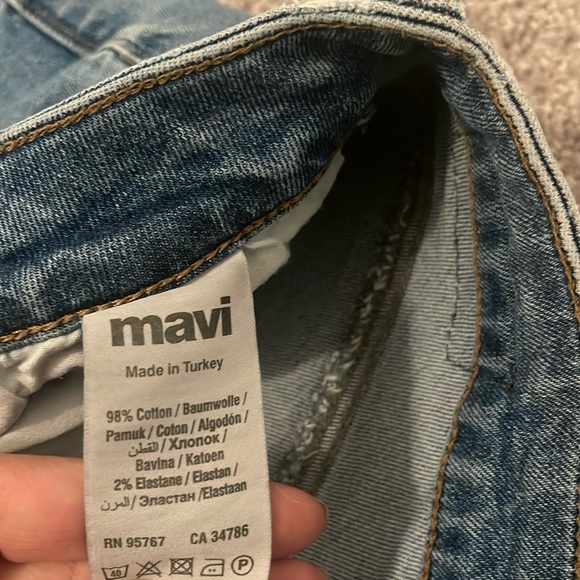 mavi
Made in Turkey
98% Cotton / Baumwolle /
Pamuk / Coton / Algodón /
القطن / Хлопок /
Bavlna / Katoen
2% Elastane / Elastan /
المرن / Эластан /Elastaan
RN 95767 CA 34786
40 P